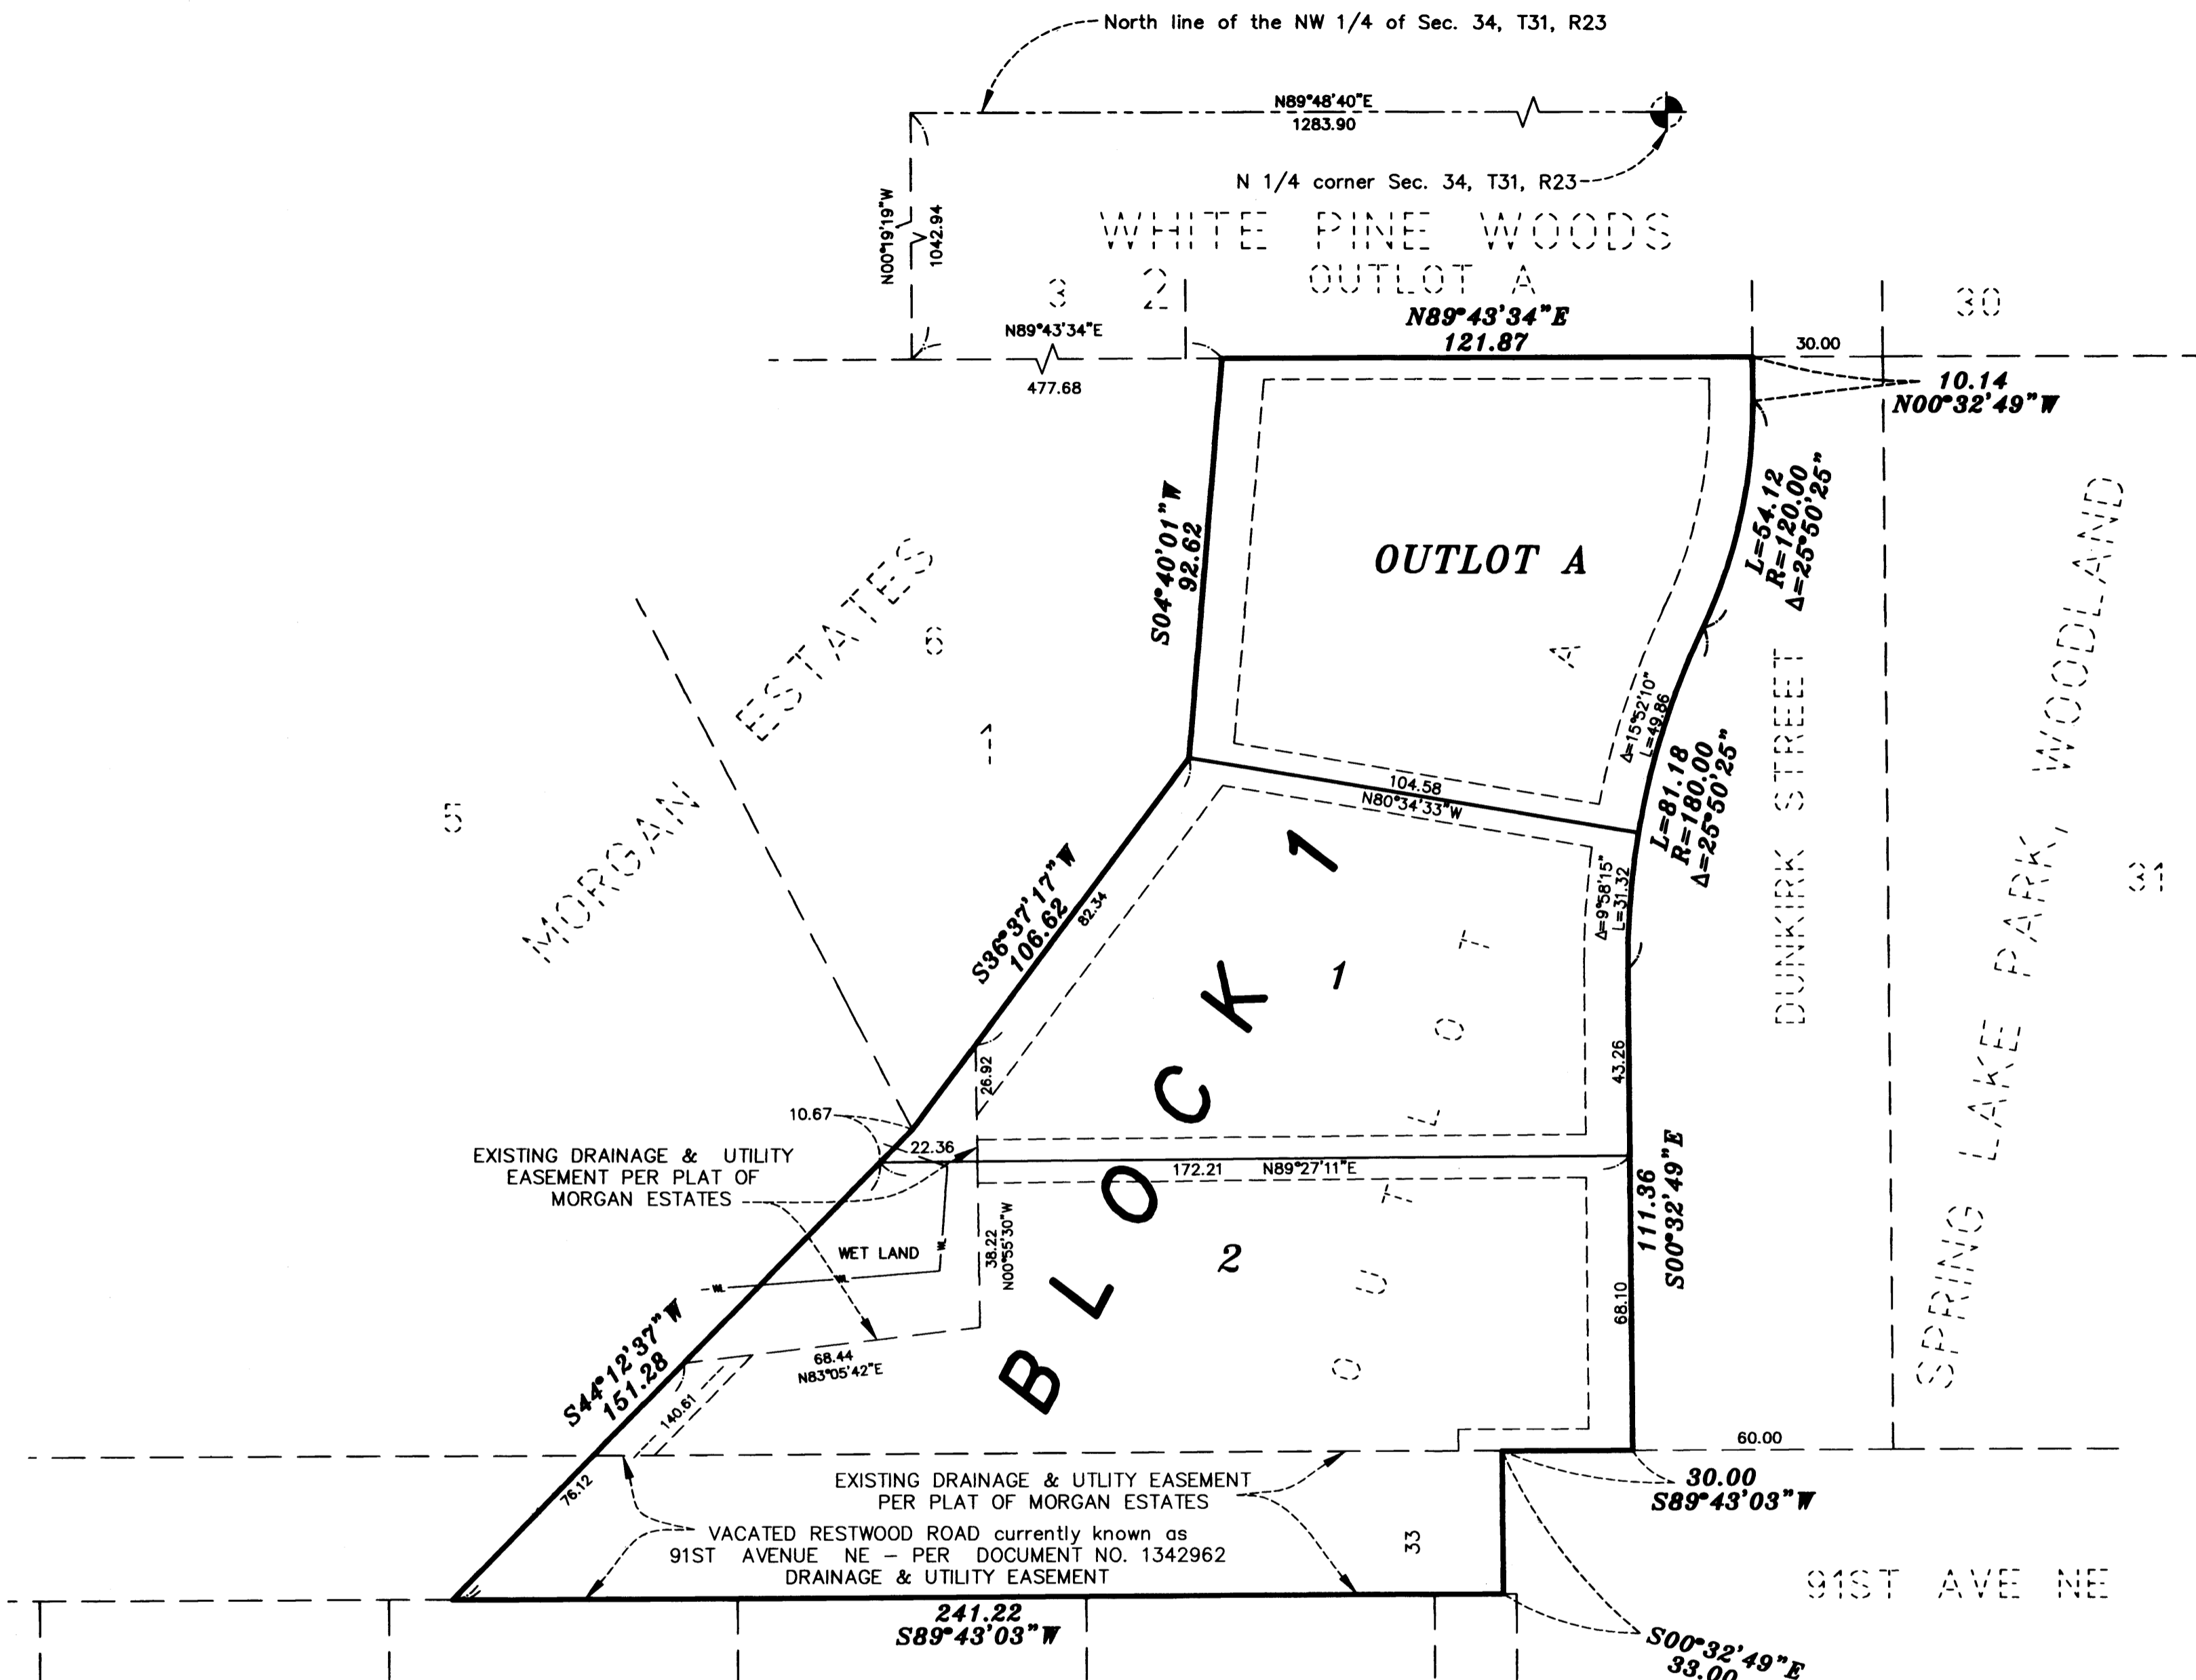 North line of the NW 1/4 of Sec. 34, T31, R23
N89°48'40"E
1283.90
N 1/4 corner Sec. 34, T31, R23
N00°19'19"W
1042.94
WHITE PINE WOODS
OUTLOT A
3
2
30
N89°43'34"E
121.87
N89°43'34"E
477.68
30.00
10.14
N00°32'49"W
S04°40'01"W
92.62
OUTLOT A
L=54.12
R=120.00
Δ=25°50'25"
MORGAN ESTATES
6
1
5
A
Δ=15°52'10"
L=49.86
L=81.18
R=180.00
Δ=25°50'25"
DUNKIRK STREET
SPRING LAKE PARK, WOODLAND
31
104.58
N80°34'33"W
Δ=9°58'15"
L=31.32
S36°37'17"W
106.62
82.34
BLOCK 1
1
OUTLOT
26.92
43.26
10.67
22.36
172.21 N89°27'11"E
EXISTING DRAINAGE & UTILITY
EASEMENT PER PLAT OF
MORGAN ESTATES
111.36
S00°32'49"E
WET LAND
WL
WL
WL
38.22
N00°55'30"W
2
68.10
S44°12'37"W
151.28
68.44
N83°05'42"E
140.61
60.00
30.00
S89°43'03"W
76.12
EXISTING DRAINAGE & UTLITY EASEMENT
PER PLAT OF MORGAN ESTATES
VACATED RESTWOOD ROAD currently known as
91ST AVENUE NE – PER DOCUMENT NO. 1342962
DRAINAGE & UTILITY EASEMENT
33
91ST AVE NE
241.22
S89°43'03"W
S00°32'49"E
33.00